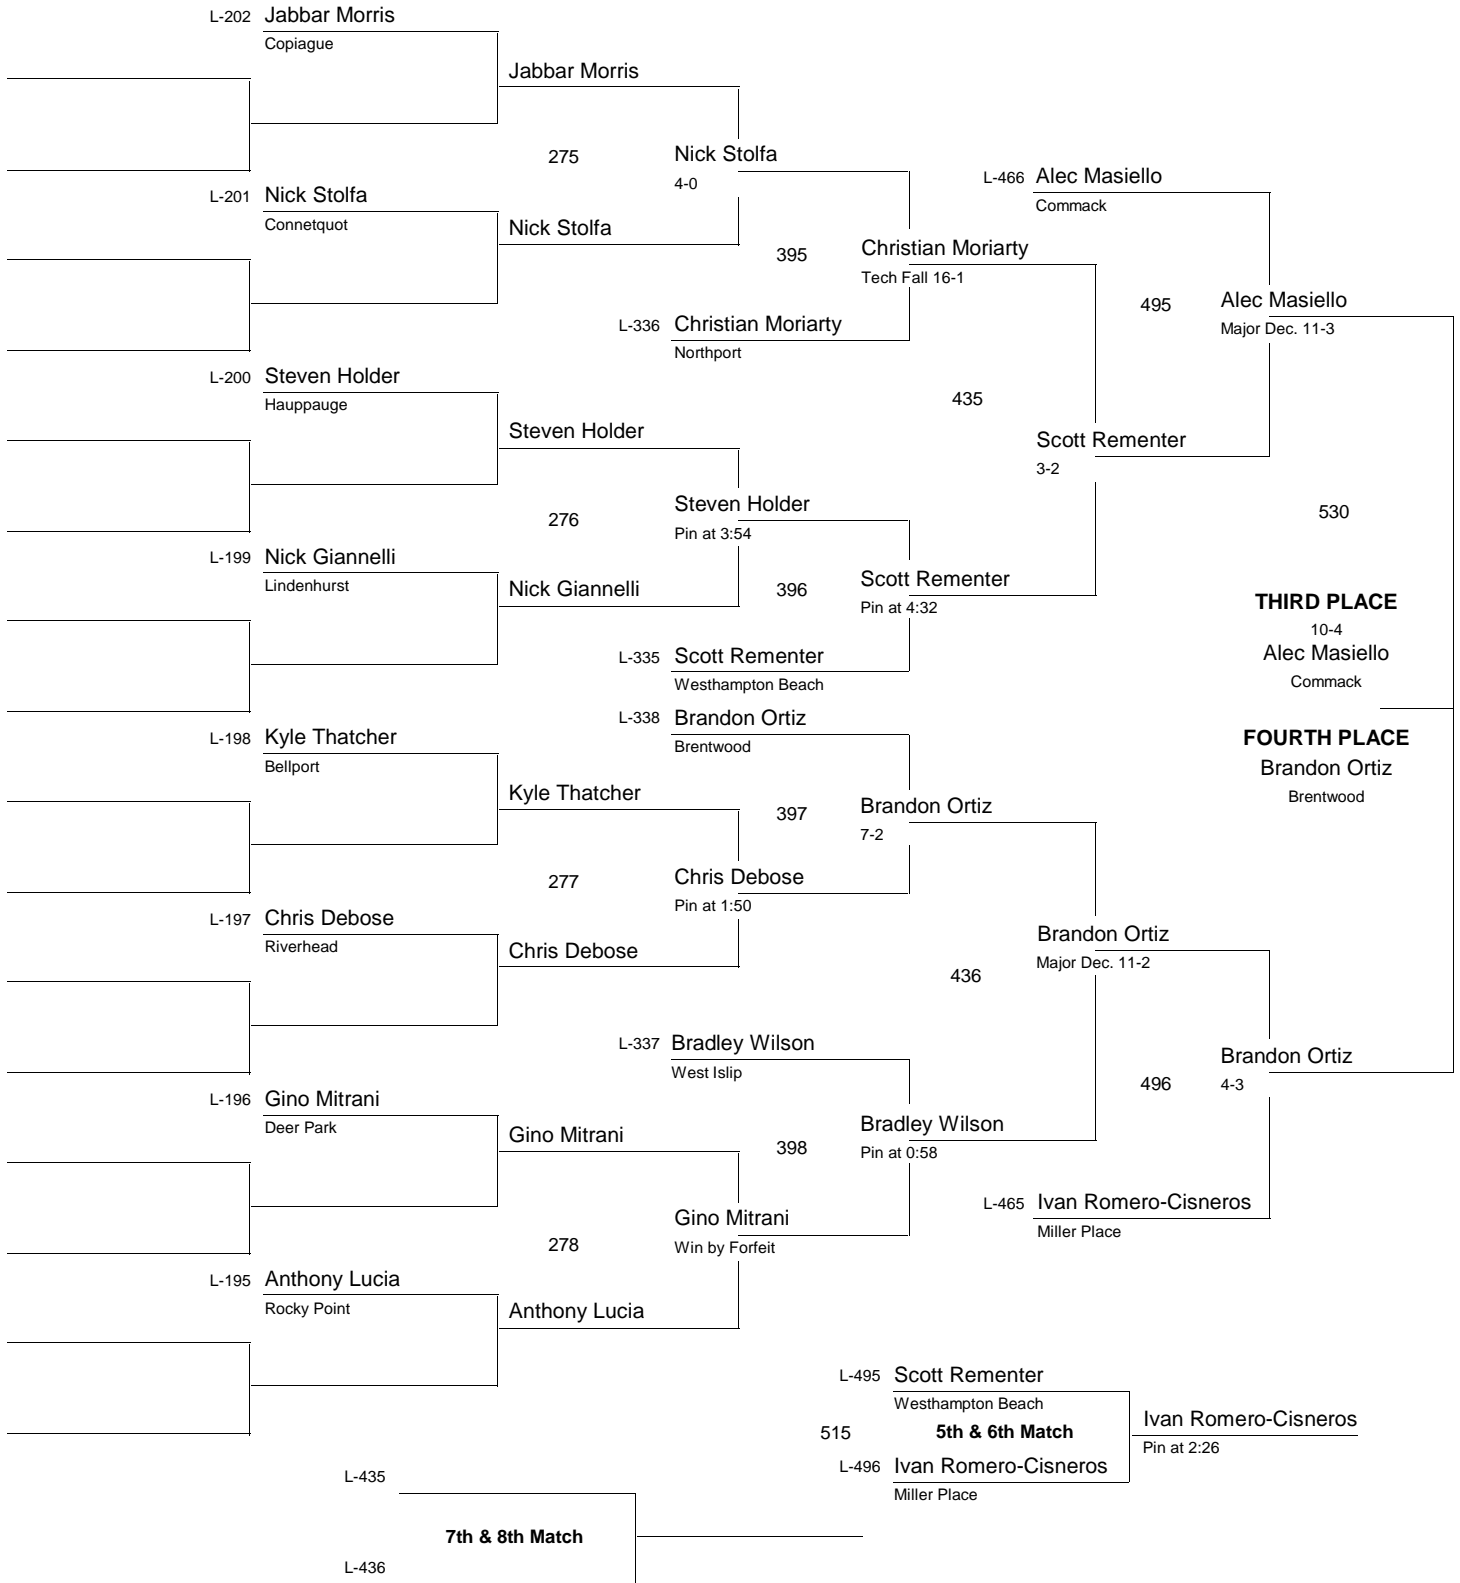 L-202 Jabbar Morris
Copiague
Jabbar Morris
275
Nick Stolfa
4-0
L-201 Nick Stolfa
Connetquot
Nick Stolfa
395
Christian Moriarty
Tech Fall 16-1
L-336 Christian Moriarty
Northport
L-466 Alec Masiello
Commack
495
Alec Masiello
Major Dec. 11-3
L-200 Steven Holder
Hauppauge
Steven Holder
435
Scott Rementer
3-2
276
Steven Holder
Pin at 3:54
530
L-199 Nick Giannelli
Lindenhurst
Nick Giannelli
396
Scott Rementer
Pin at 4:32
L-335 Scott Rementer
Westhampton Beach
THIRD PLACE
10-4
Alec Masiello
Commack
L-338 Brandon Ortiz
Brentwood
FOURTH PLACE
Brandon Ortiz
Brentwood
L-198 Kyle Thatcher
Bellport
Kyle Thatcher
397
Brandon Ortiz
7-2
277
Chris Debose
Pin at 1:50
L-197 Chris Debose
Riverhead
Chris Debose
436
Brandon Ortiz
Major Dec. 11-2
L-337 Bradley Wilson
West Islip
496
Brandon Ortiz
4-3
L-196 Gino Mitrani
Deer Park
Gino Mitrani
398
Bradley Wilson
Pin at 0:58
L-465 Ivan Romero-Cisneros
Miller Place
278
Gino Mitrani
Win by Forfeit
L-195 Anthony Lucia
Rocky Point
Anthony Lucia
L-495 Scott Rementer
Westhampton Beach
515
5th & 6th Match
Ivan Romero-Cisneros
Pin at 2:26
L-496 Ivan Romero-Cisneros
Miller Place
L-435
7th & 8th Match
L-436